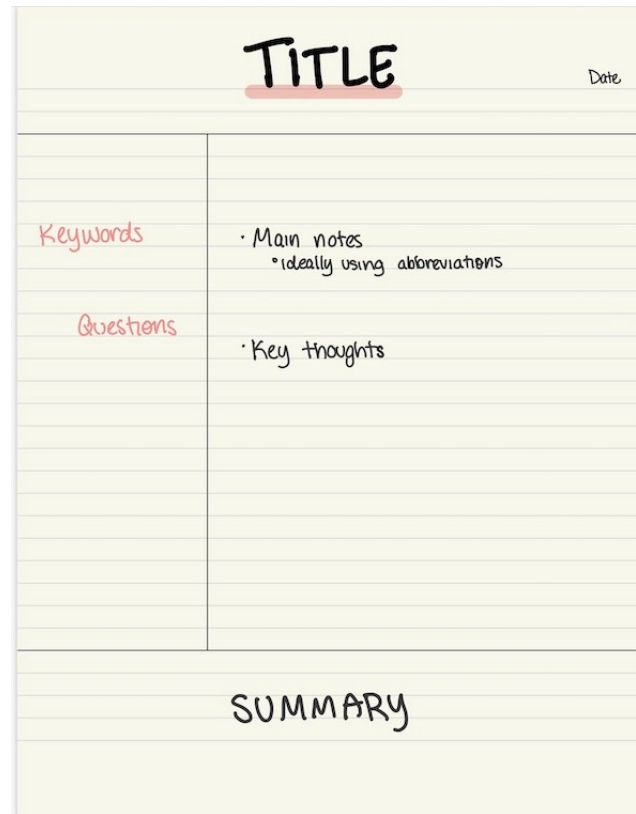 TITLE
Date
Keywords
· Main notes
°ideally using abbreviations
Questions
· Key thoughts
SUMMARY